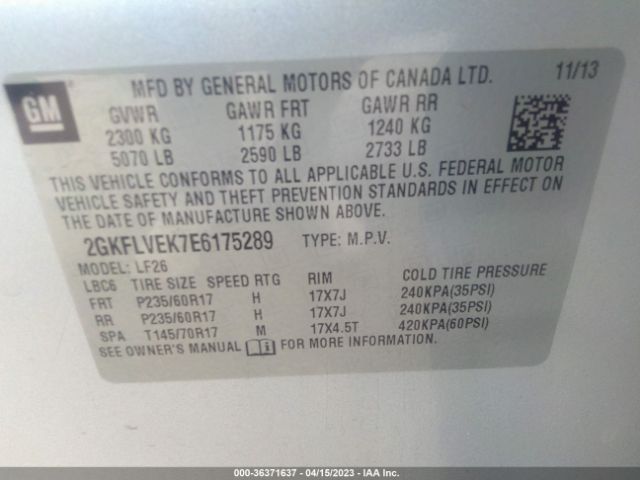 GM
MFD BY GENERAL MOTORS OF CANADA LTD. 11/13
GVWR GAWR FRT GAWR RR
2300 KG 1175 KG 1240 KG
5070 LB 2590 LB 2733 LB
THIS VEHICLE CONFORMS TO ALL APPLICABLE U.S. FEDERAL MOTOR
VEHICLE SAFETY AND THEFT PREVENTION STANDARDS IN EFFECT ON
THE DATE OF MANUFACTURE SHOWN ABOVE.
2GKFLVEK7E6175289 TYPE: M.P.V.
MODEL: LF26
LBC6 TIRE SIZE SPEED RTG RIM COLD TIRE PRESSURE
FRT P235/60R17 H 17X7J 240KPA(35PSI)
RR P235/60R17 H 17X7J 240KPA(35PSI)
SPA T145/70R17 M 17X4.5T 420KPA(60PSI)
SEE OWNER'S MANUAL FOR MORE INFORMATION.
000-36371637 - 04/15/2023 - IAA Inc.